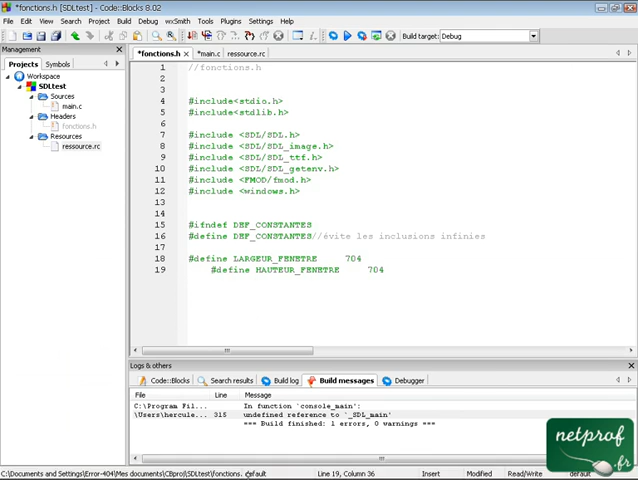 *fonctions.h [SDLtest] - Code::Blocks 8.02
File Edit View Search Project Build Debug wxSmith Tools Plugins Settings Help
Build target: Debug
Management
Projects Symbols
Workspace
SDLtest
Sources
main.c
Headers
fonctions.h
Resources
ressource.rc
*fonctions.h *main.c ressource.rc
1 //fonctions.h
2
3
4 #include<stdio.h>
5 #include<stdlib.h>
6
7 #include <SDL/SDL.h>
8 #include <SDL/SDL_image.h>
9 #include <SDL/SDL_ttf.h>
10 #include <SDL/SDL_getenv.h>
11 #include <FMOD/fmod.h>
12 #include <windows.h>
13
14
15 #ifndef DEF_CONSTANTES
16 #define DEF_CONSTANTES//évite les inclusions infinies
17
18 #define LARGEUR_FENETRE 704
19 #define HAUTEUR_FENETRE 704
Logs & others
Code::Blocks Search results Build log Build messages Debugger
File Line Message
C:\Program Fil... In function `console_main':
\Users\hercule... 315 undefined reference to `_SDL_main'
=== Build finished: 1 errors, 0 warnings ===
C:\Documents and Settings\Error-404\Mes documents\CBproj\SDLtest\fonctions. default Line 19, Column 36 Insert Modified Read/Write default
netprof
.fr